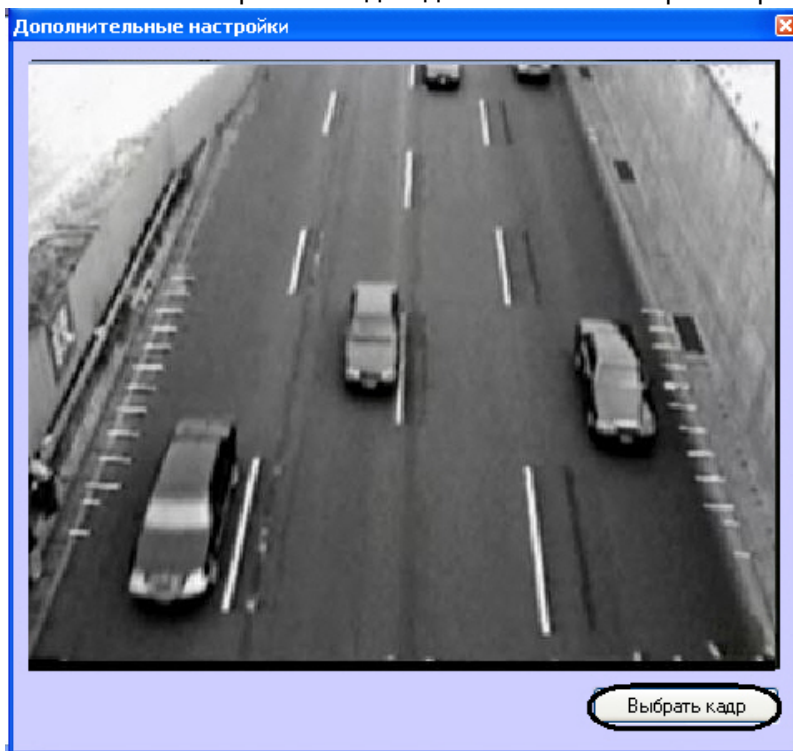 Дополнительные настройки
Выбрать кадр